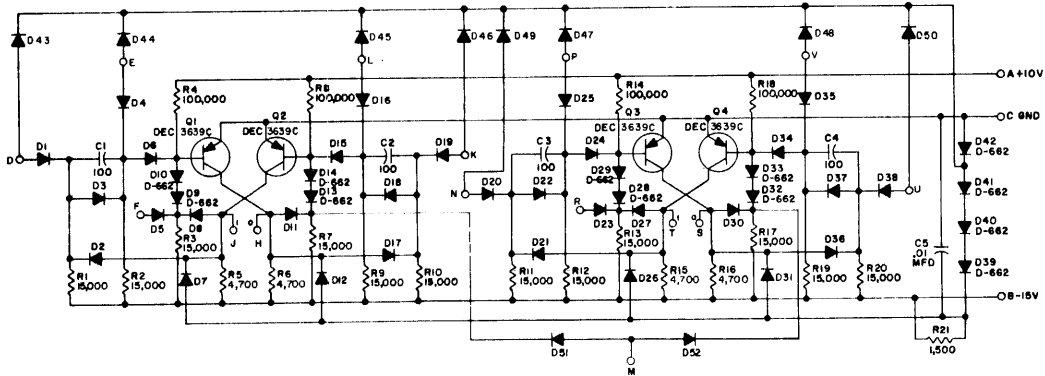 D43
D44
E
D45
L
D46
D49
D47
P
D48
V
D50
D4
R4
100,000
R8
100,000
D16
D25
R14
100,000
R18
100,000
D35
A +10V
C GND
Q1
DEC 3639C
Q2
DEC 3639C
Q3
DEC 3639C
Q4
DEC 3639C
D
D1
C1
100
D6
D15
C2
100
D19
K
C3
100
D24
D34
C4
100
D42
D-662
D3
D10
D-662
D9
D-662
D14
D-662
D13
D-662
D18
N
D20
D22
D29
D-662
D28
D-662
D33
D-662
D32
D-662
D37
D38
U
D41
D-662
F
D5
D8
1
J
0
H
D11
R
D23
D27
1
T
0
S
D30
D40
D-662
R3
15,000
R7
15,000
R13
15,000
R17
15,000
C5
.01
MFD
D2
D17
D21
D36
D39
D-662
R1
15,000
R2
15,000
D7
R5
4,700
R6
4,700
D12
R9
15,000
R10
15,000
R11
15,000
R12
15,000
D26
R15
4,700
R16
4,700
D31
R19
15,000
R20
15,000
B-15V
D51
D52
M
R21
1,500